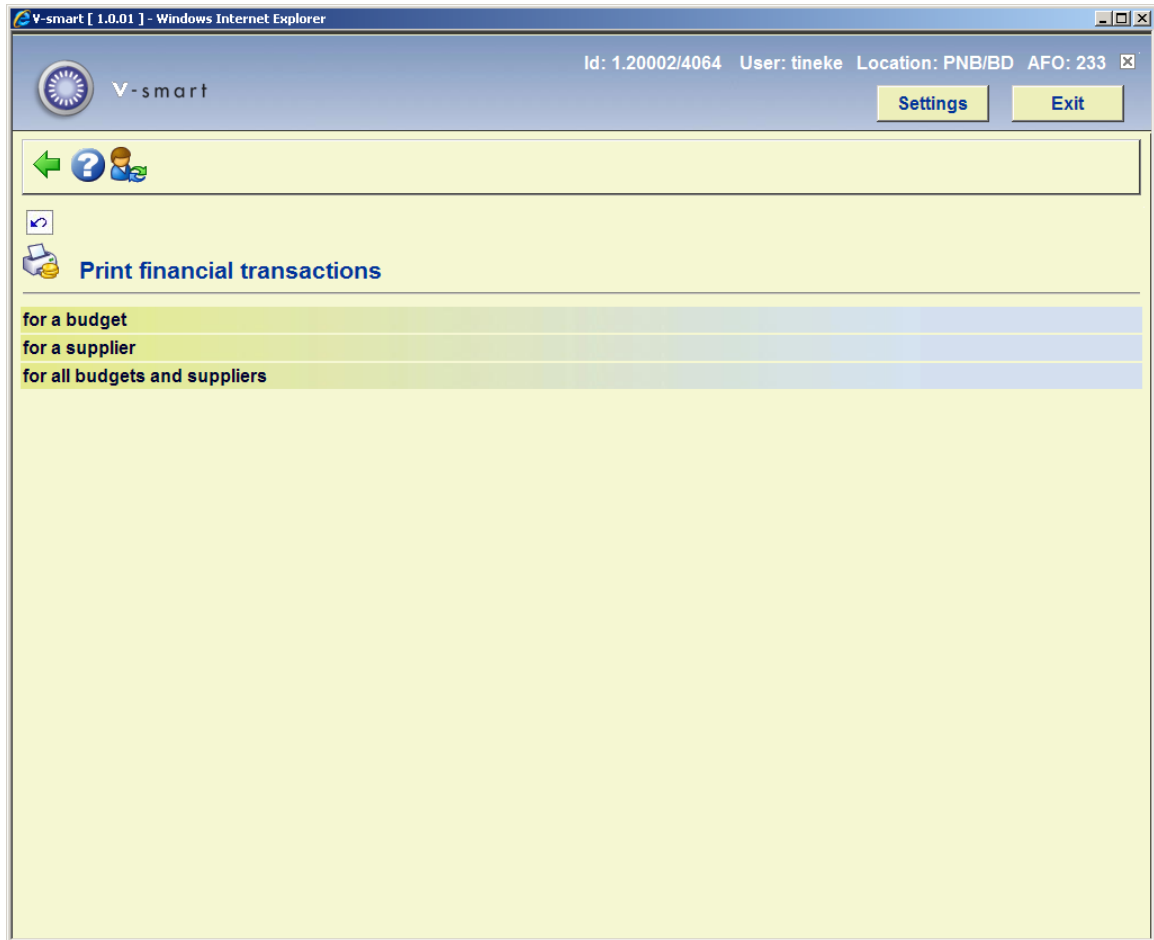 V-smart [ 1.0.01 ] - Windows Internet Explorer
Id: 1.20002/4064 User: tineke Location: PNB/BD AFO: 233
V-smart
Settings Exit
Print financial transactions
for a budget
for a supplier
for all budgets and suppliers